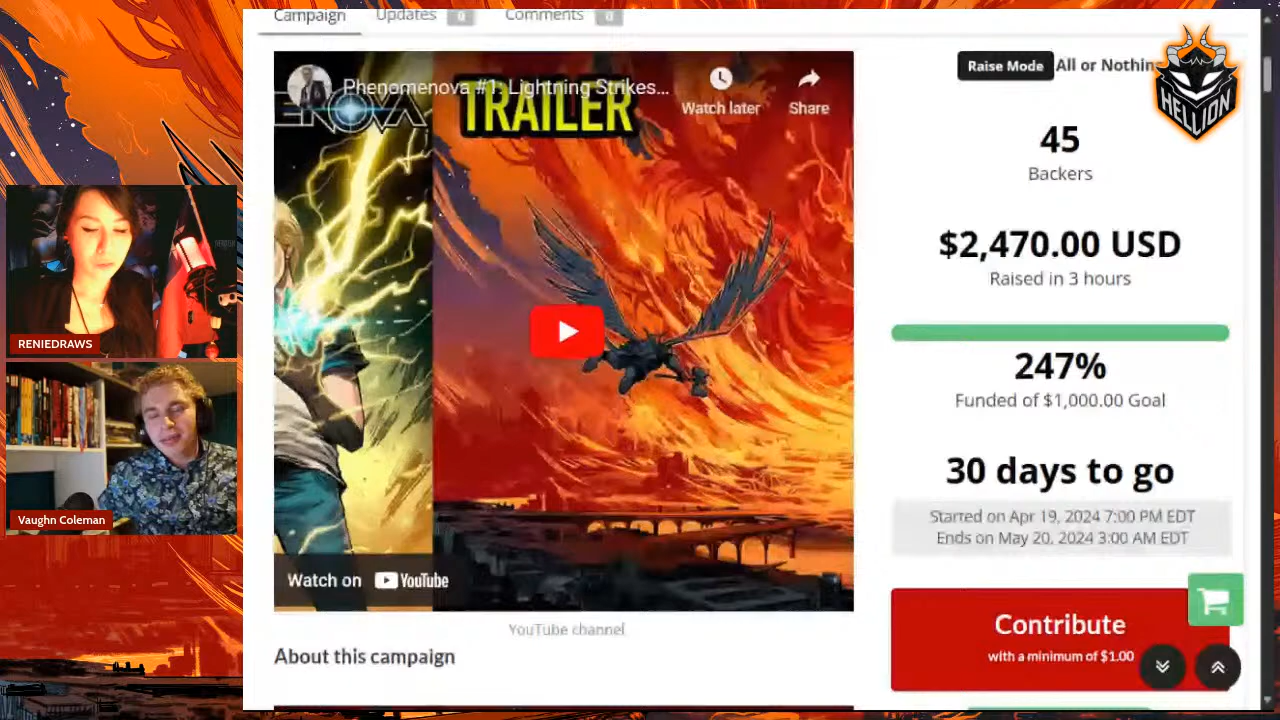 Campaign
Updates 0
Comments 0
Phenomenova #1: Lightning Strikes...
Watch later
Share
ENOVA
TRAILER
Watch on YouTube
YouTube channel
About this campaign
Raise Mode All or Nothin
HELLION
45
Backers
$2,470.00 USD
Raised in 3 hours
247%
Funded of $1,000.00 Goal
30 days to go
Started on Apr 19, 2024 7:00 PM EDT
Ends on May 20, 2024 3:00 AM EDT
Contribute
with a minimum of $1.00
RENIEDRAWS
Vaughn Coleman